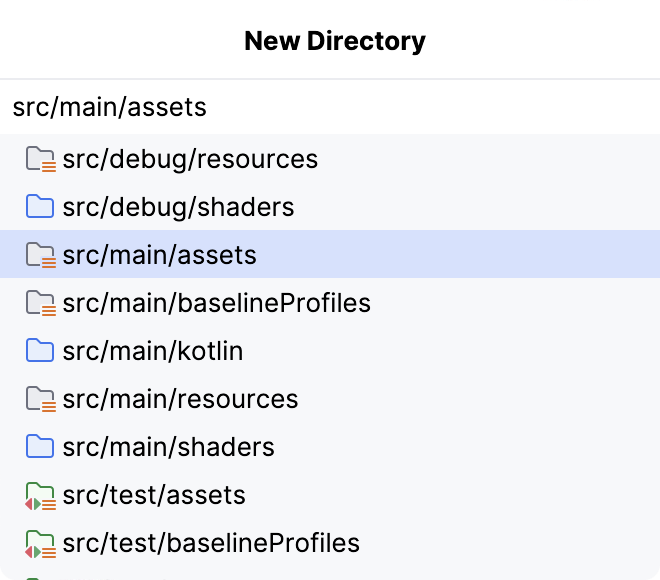 New Directory
src/main/assets
src/debug/resources
src/debug/shaders
src/main/assets
src/main/baselineProfiles
src/main/kotlin
src/main/resources
src/main/shaders
src/test/assets
src/test/baselineProfiles